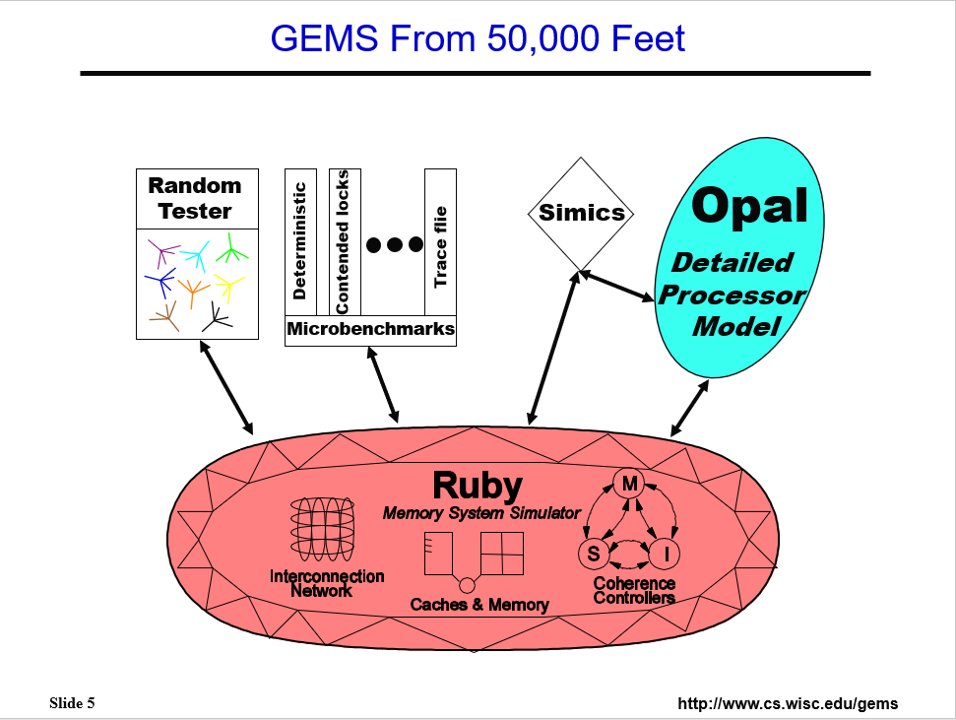 GEMS From 50,000 Feet
Random
Tester
Deterministic
Contended locks
Trace flie
Microbenchmarks
Simics
Opal
Detailed
Processor
Model
Ruby
Memory System Simulator
Interconnection
Network
Caches & Memory
M
S
I
Coherence
Controllers
Slide 5
http://www.cs.wisc.edu/gems